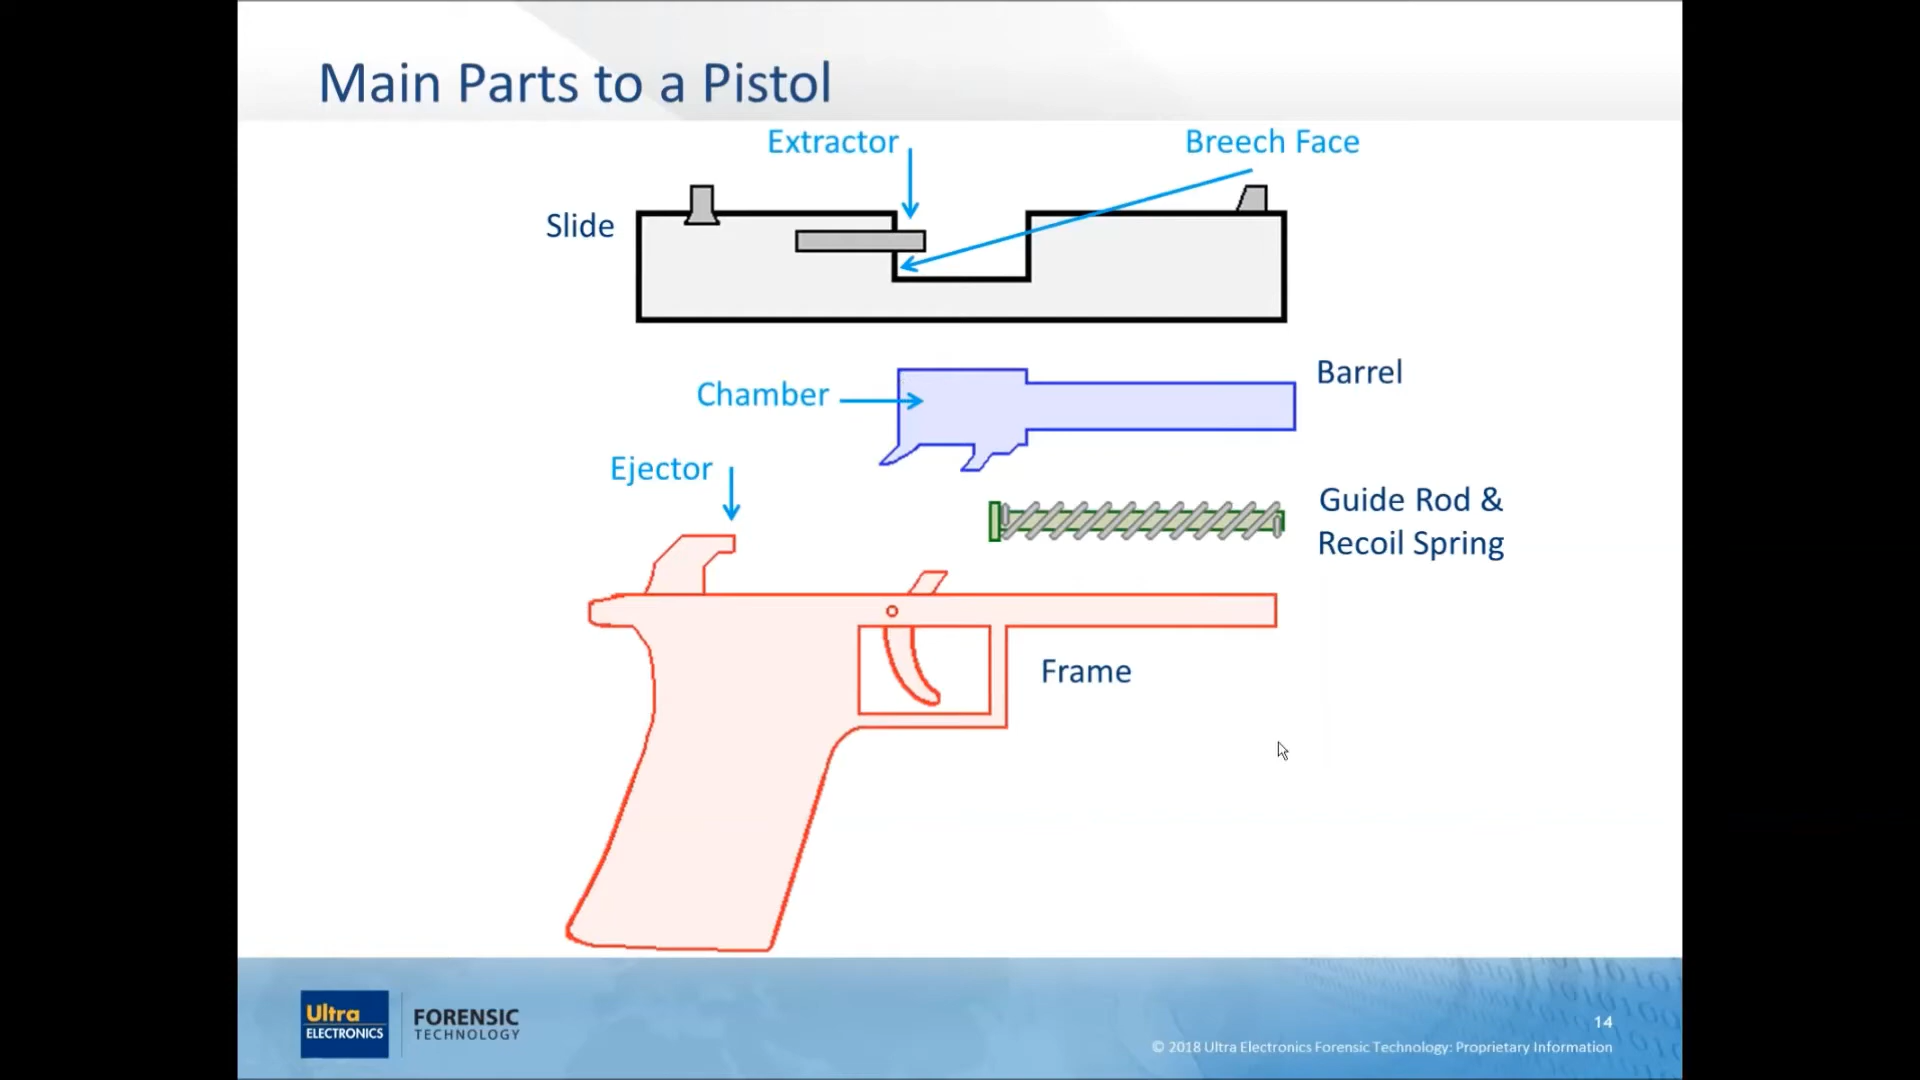 Main Parts to a Pistol
Extractor
Breech Face
Slide
Barrel
Chamber
Ejector
Guide Rod &
Recoil Spring
Frame
Ultra
ELECTRONICS
FORENSIC
TECHNOLOGY
14
© 2018 Ultra Electronics Forensic Technology: Proprietary Information